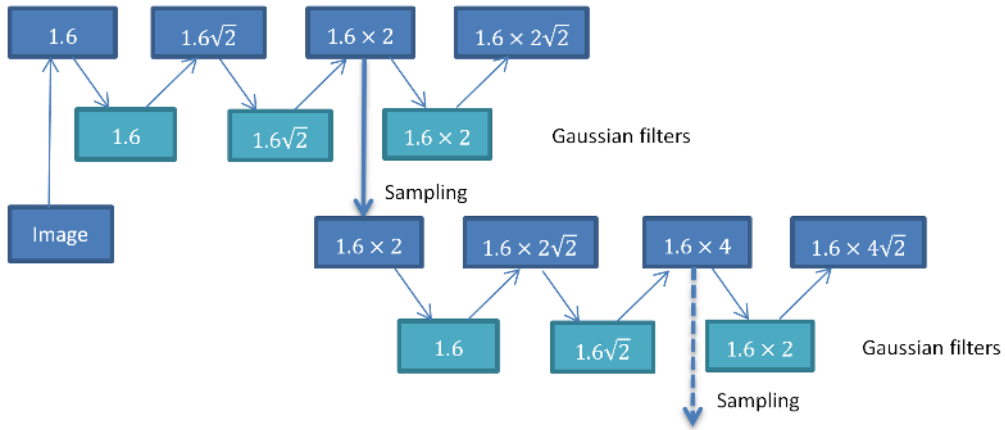 1.6
1.6√2
1.6 × 2
1.6 × 2√2
1.6
1.6√2
1.6 × 2
Gaussian filters
Sampling
Image
1.6 × 2
1.6 × 2√2
1.6 × 4
1.6 × 4√2
1.6
1.6√2
1.6 × 2
Gaussian filters
Sampling